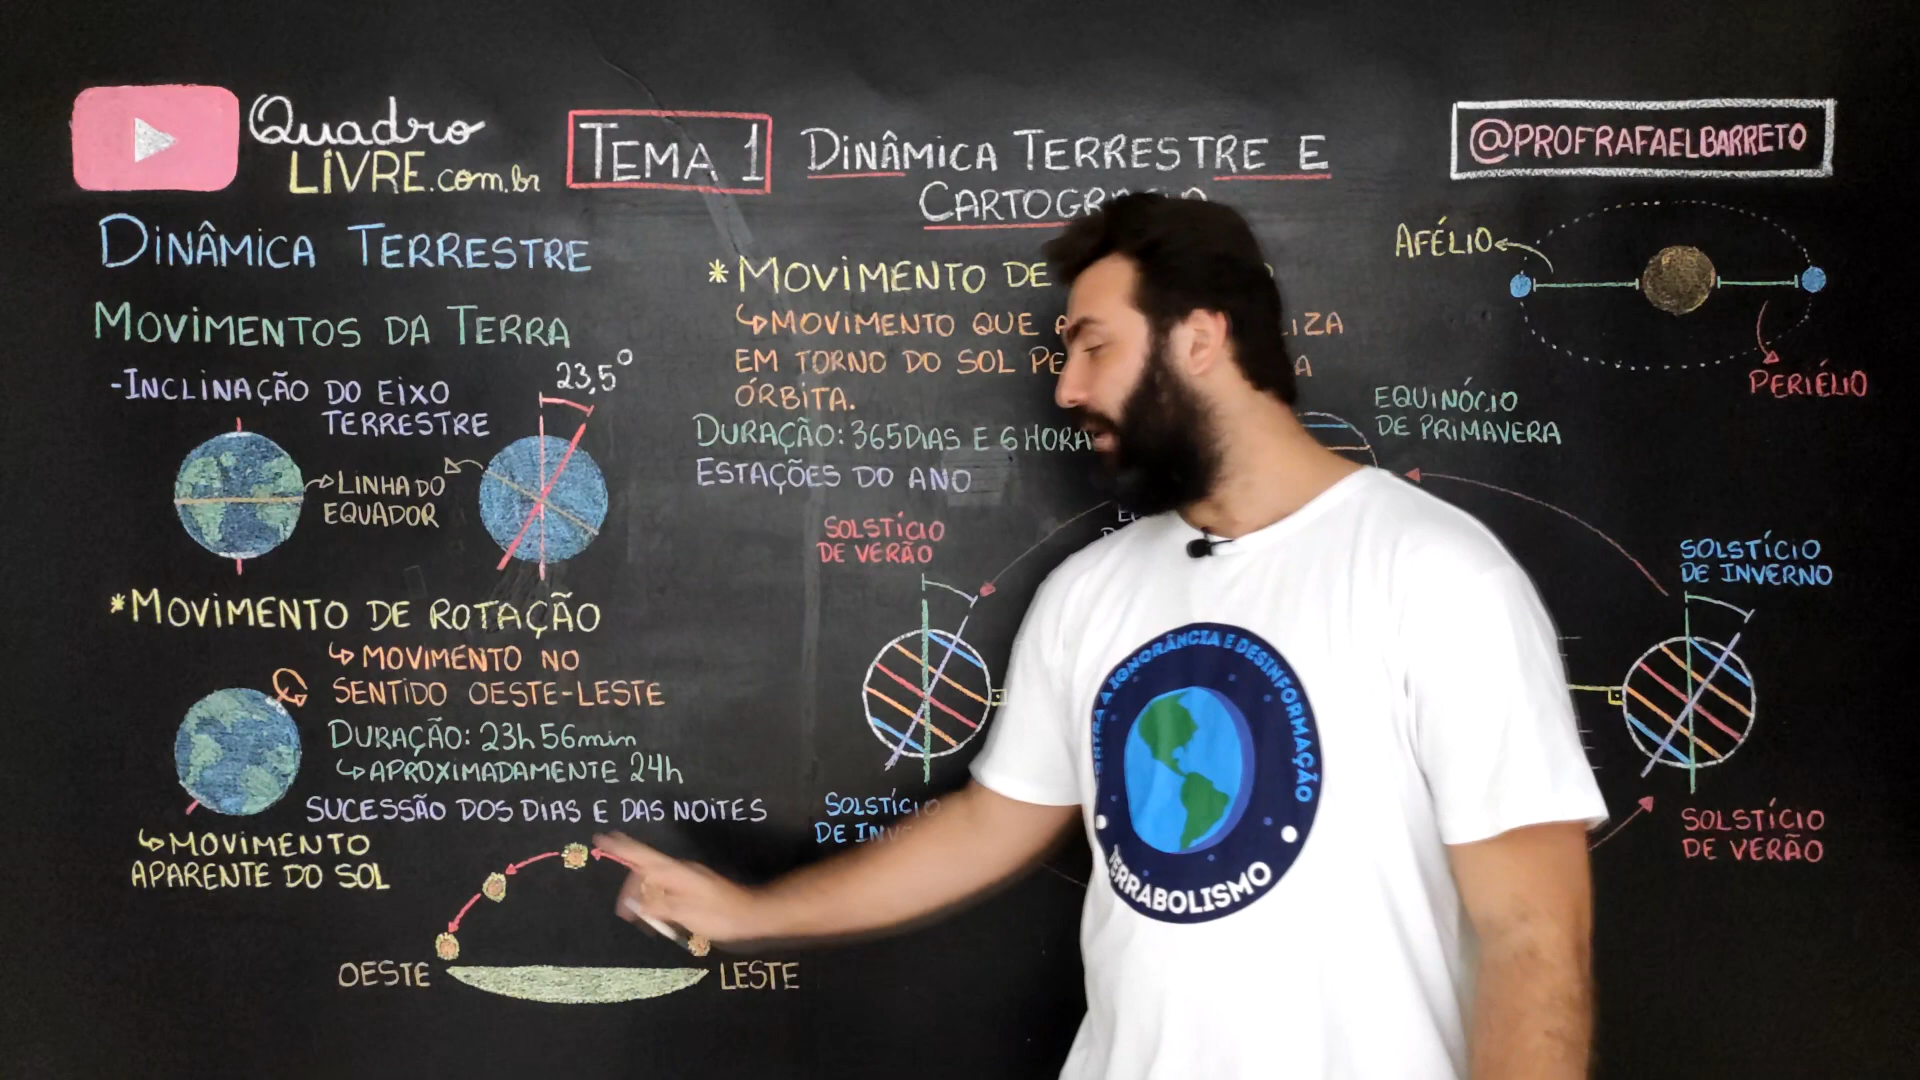 Quadro
LIVRE.com.br
TEMA 1
DINÂMICA TERRESTRE E
@PROFRAFAELBARRETO
DINÂMICA TERRESTRE
MOVIMENTOS DA TERRA
-INCLINAÇÃO DO EIXO
TERRESTRE
23,5°
LINHA DO
EQUADOR
*MOVIMENTO DE ROTAÇÃO
↳MOVIMENTO NO
SENTIDO OESTE-LESTE
DURAÇÃO: 23h 56min
↳APROXIMADAMENTE 24h
SUCESSÃO DOS DIAS E DAS NOITES
↳MOVIMENTO
APARENTE DO SOL
OESTE
LESTE
*MOVIMENTO DE
↳MOVIMENTO QUE
EM TORNO DO SOL
ÓRBITA.
DURAÇÃO: 365DIAS E 6 HORA
ESTAÇÕES DO ANO
SOLSTÍCIO
DE VERÃO
SOLSTÍCIO
DE
AFÉLIO
PERIÉLIO
EQUINÓCIO
DE PRIMAVERA
SOLSTÍCIO
DE INVERNO
SOLSTÍCIO
DE VERÃO
A IGNORÂNCIA E DESINFORMAÇÃO
TERRABOLISMO